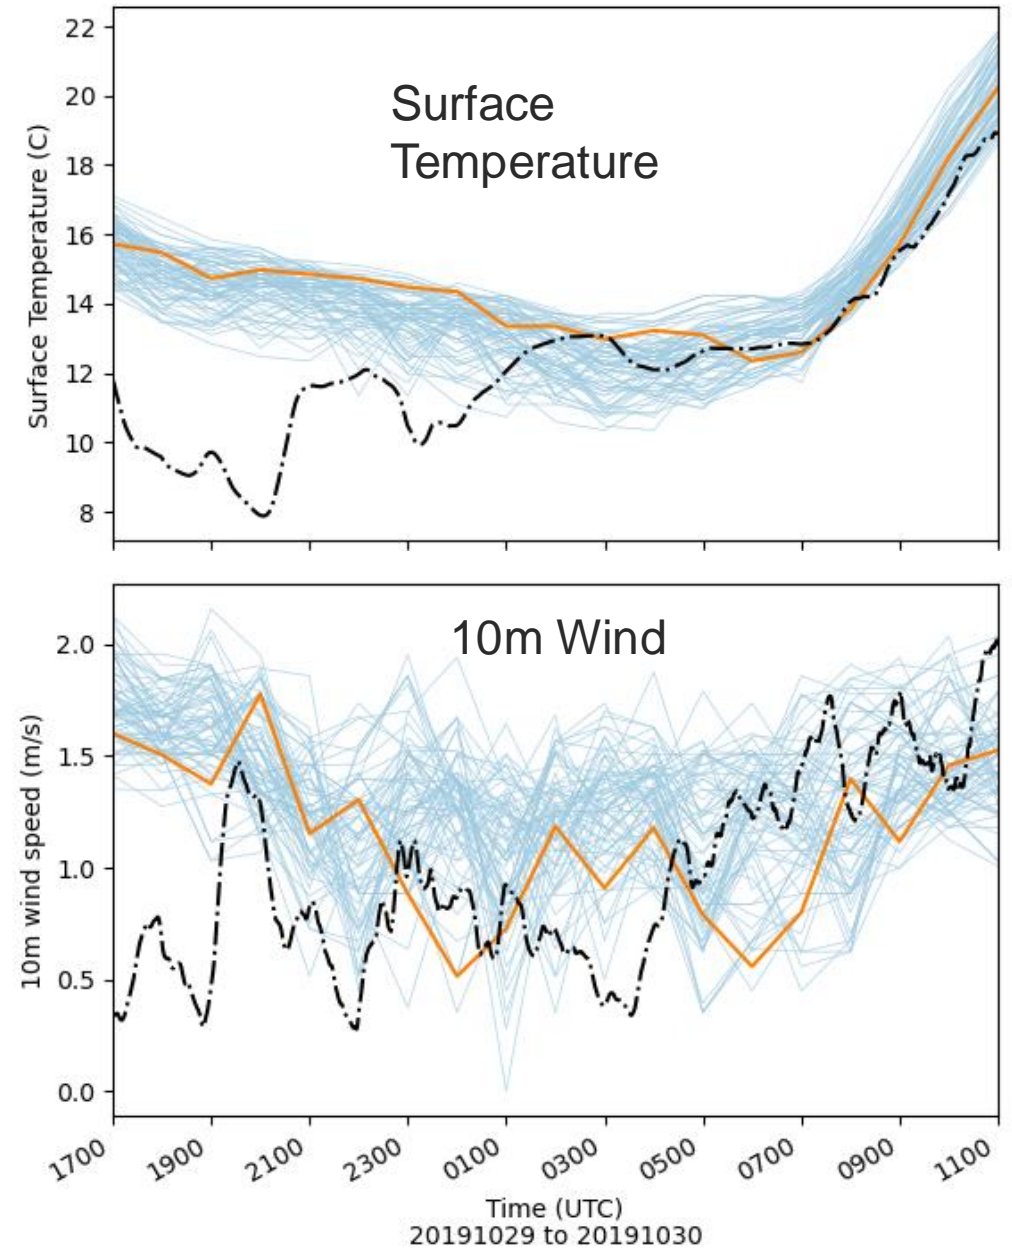 Surface
Temperature
Surface Temperature (C)
22
20
18
16
14
12
10
8
10m Wind
10m wind speed (m/s)
2.0
1.5
1.0
0.5
0.0
1700 1900 2100 2300 0100 0300 0500 0700 0900 1100
Time (UTC)
20191029 to 20191030